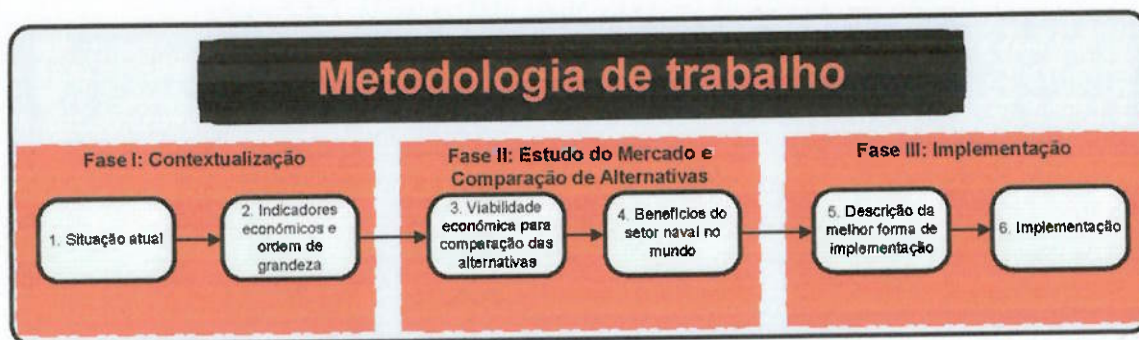 Metodologia de trabalho
Fase I: Contextualização
1. Situação atual
2. Indicadores
econômicos e
ordem de
grandeza
Fase II: Estudo do Mercado e
Comparação de Alternativas
3. Viabilidade
econômica para
comparação das
alternativas
4. Benefícios do
setor naval no
mundo
Fase III: Implementação
5. Descrição da
melhor forma de
implementação
6. Implementação